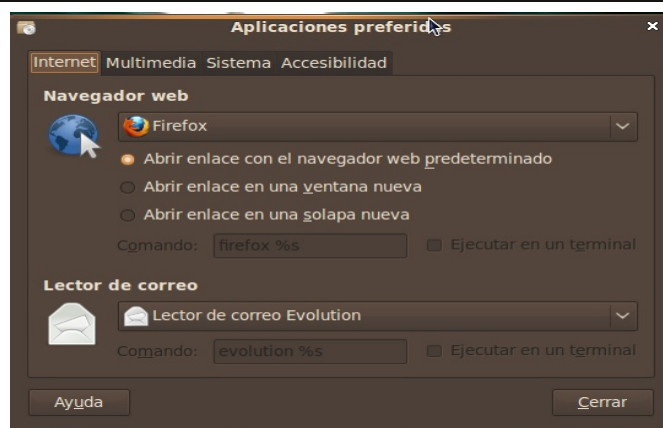 Aplicaciones preferidas
Internet Multimedia Sistema Accesibilidad
Navegador web
Firefox
Abrir enlace con el navegador web predeterminado
Abrir enlace en una ventana nueva
Abrir enlace en una solapa nueva
Comando: firefox %s Ejecutar en un terminal
Lector de correo
Lector de correo Evolution
Comando: evolution %s Ejecutar en un terminal
Ayuda Cerrar